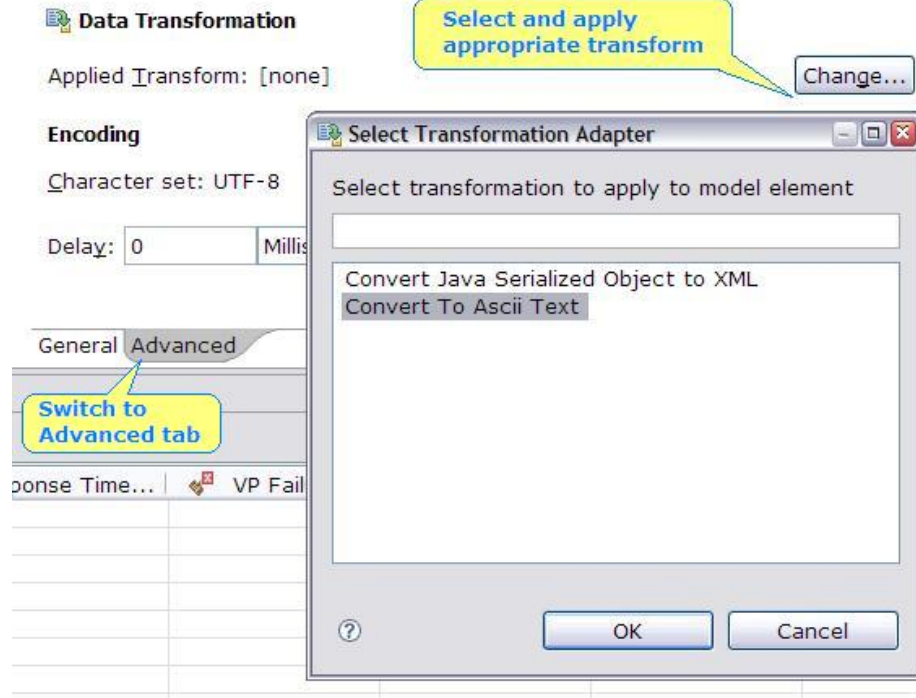 Data Transformation
Select and apply
appropriate transform
Applied Transform: [none]
Change...
Encoding
Select Transformation Adapter
Character set: UTF-8
Select transformation to apply to model element
Delay: 0
Convert Java Serialized Object to XML
Convert To Ascii Text
General Advanced
Switch to
Advanced tab
Time...
VP Fail
? OK Cancel